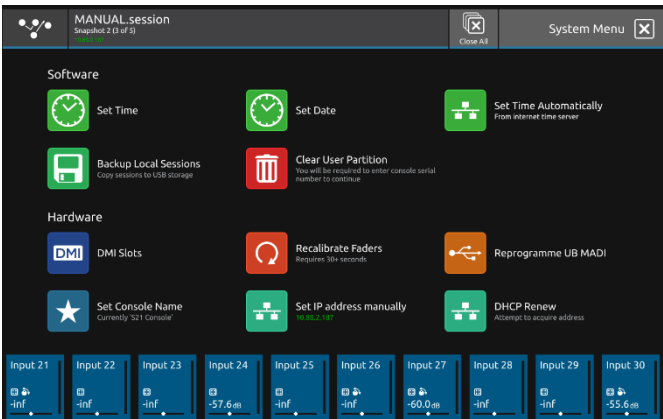 MANUAL.session
Snapshot 2 (3 of 5)
10.88.2.187
Close All
System Menu
Software
Set Time
Set Date
Set Time Automatically
From internet time server
Backup Local Sessions
Copy sessions to USB storage
Clear User Partition
You will be required to enter console serial
number to continue
Hardware
DMI
DMI Slots
Recalibrate Faders
Requires 30+ seconds
Reprogramme UB MADI
Set Console Name
Currently 'S21 Console'
Set IP address manually
10.88.2.187
DHCP Renew
Attempt to acquire address
Input 21
Input 22
Input 23
Input 24
Input 25
Input 26
Input 27
Input 28
Input 29
Input 30
-inf
-inf
-inf
-57.6dB
-inf
-inf
-60.0dB
-inf
-inf
-55.6dB